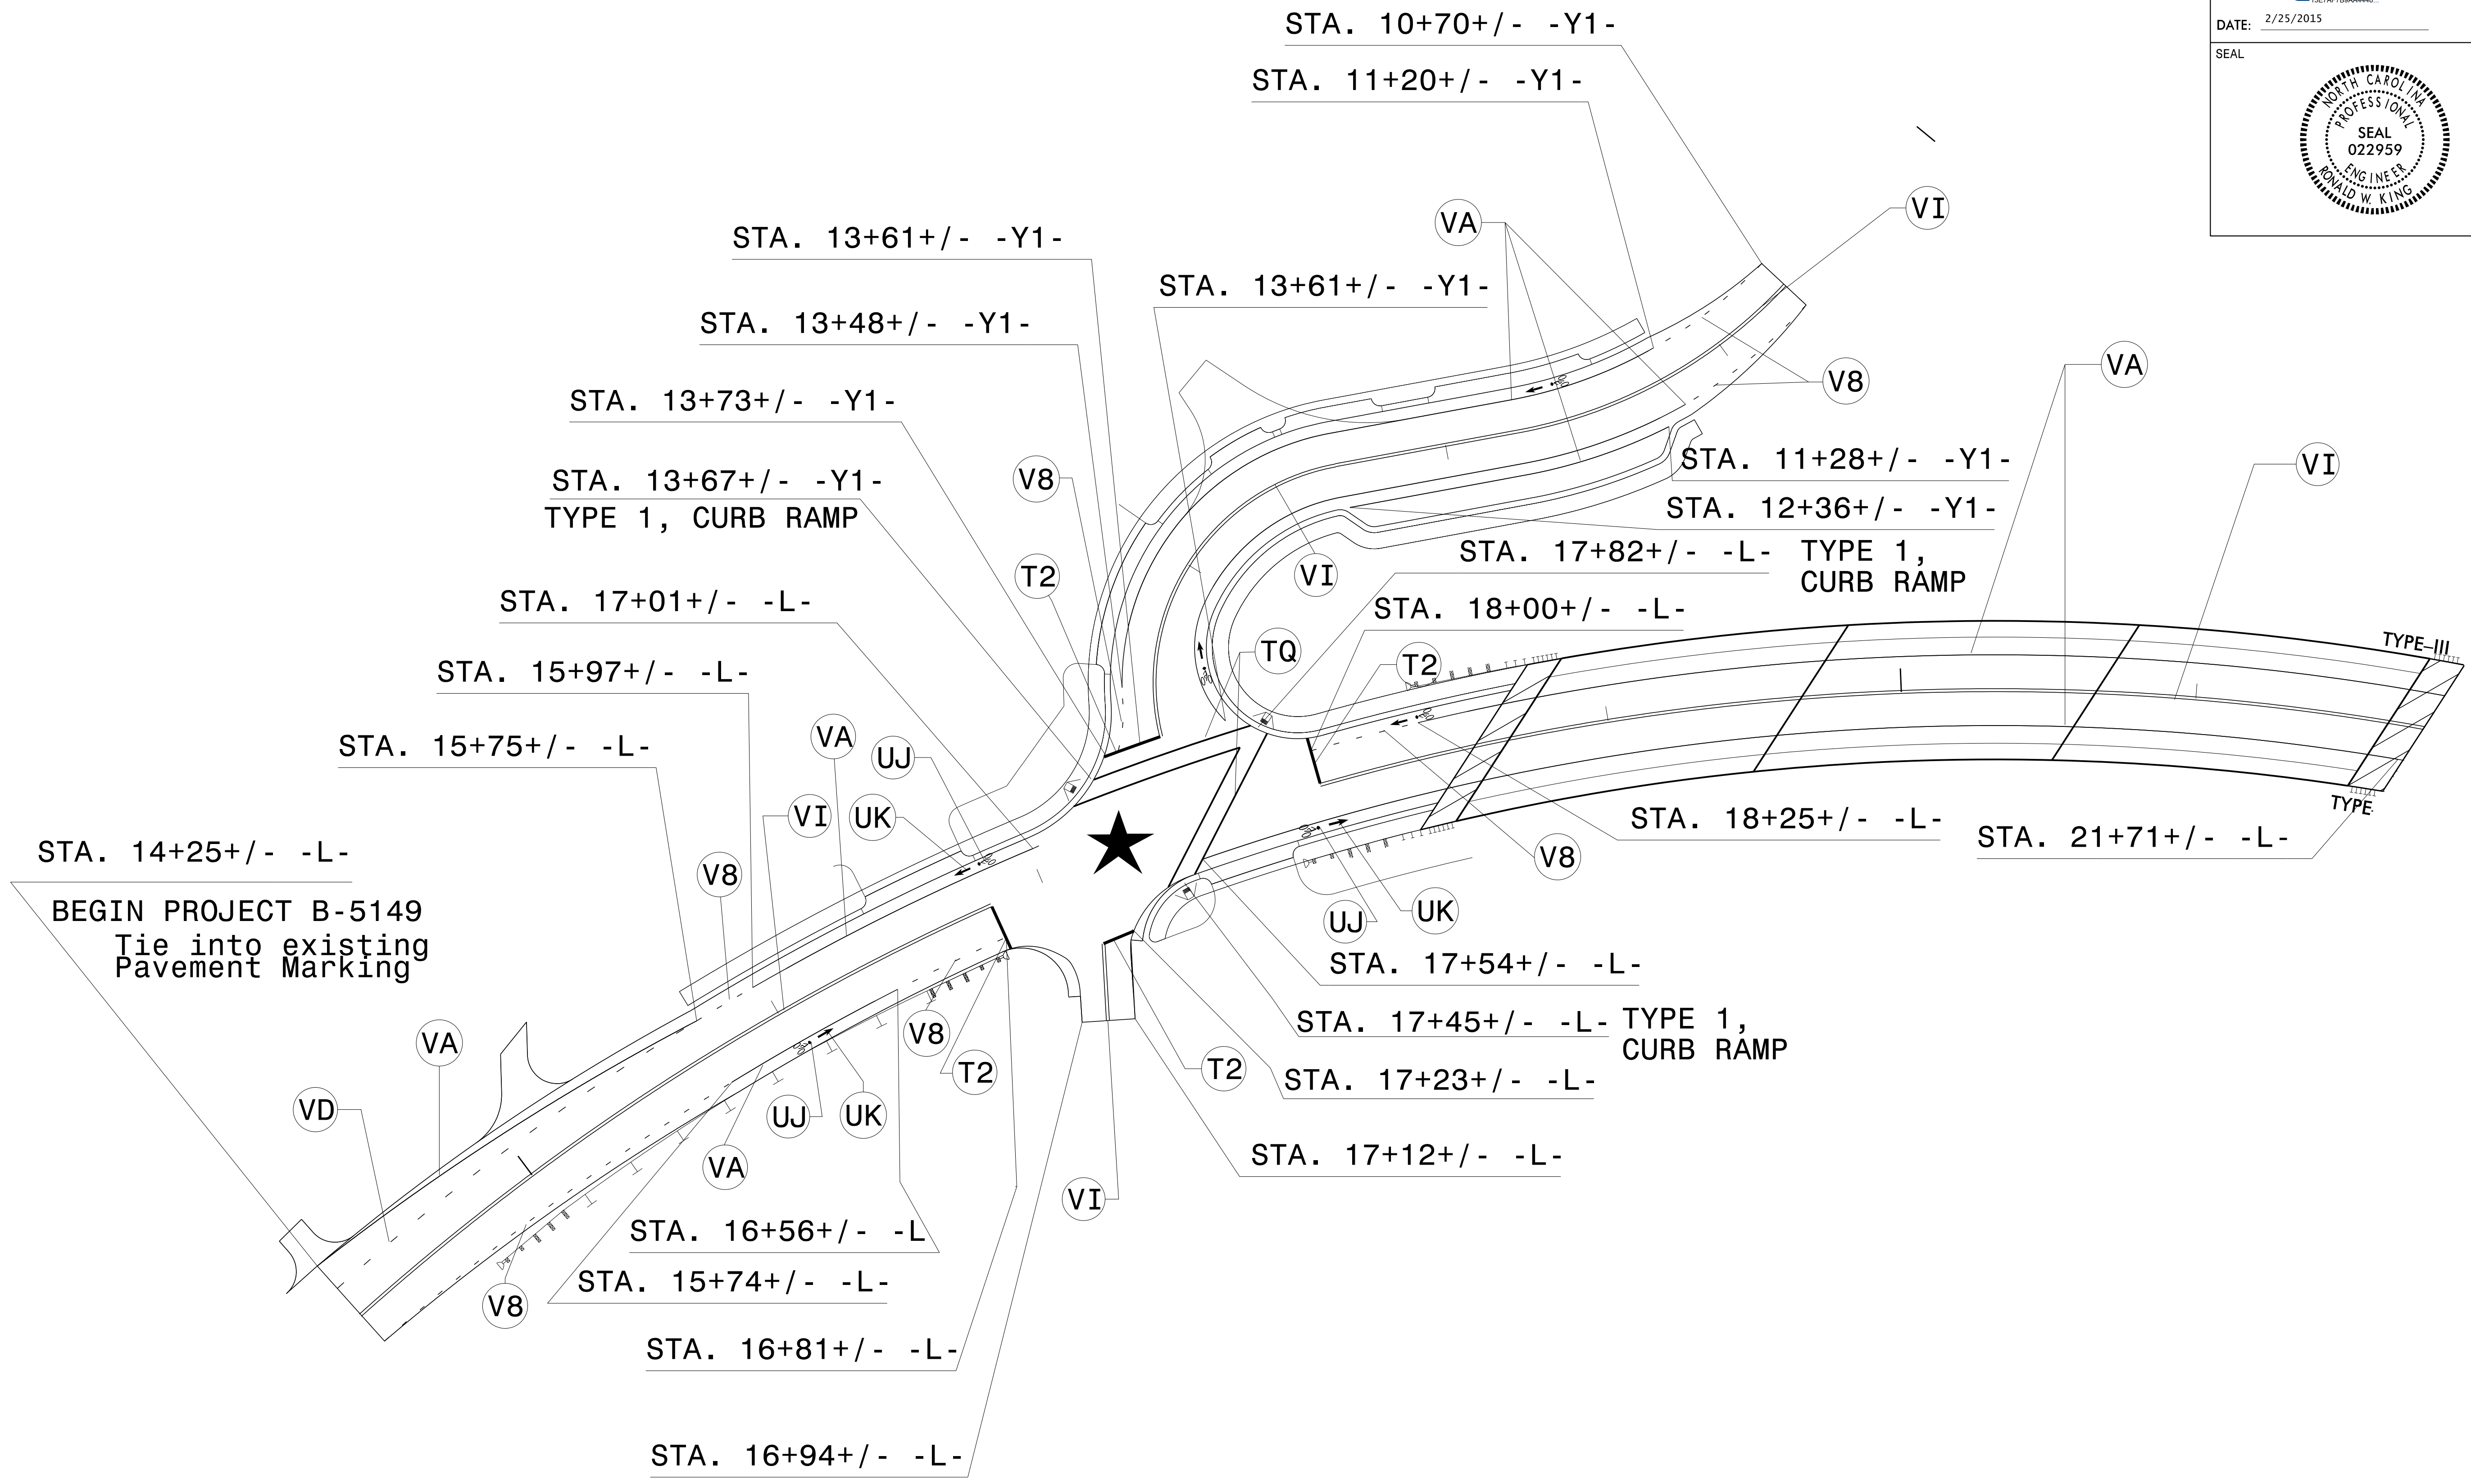 DATE: 2/25/2015
SEAL
NORTH CAROLINA
PROFESSIONAL
SEAL
022959
ENGINEER
RONALD W. KING
STA. 10+70+/- -Y1-
STA. 11+20+/- -Y1-
VI
VA
STA. 13+61+/- -Y1-
STA. 13+61+/- -Y1-
STA. 13+48+/- -Y1-
VA
V8
STA. 13+73+/- -Y1-
STA. 11+28+/- -Y1-
VI
V8
STA. 13+67+/- -Y1-
TYPE 1, CURB RAMP
STA. 12+36+/- -Y1-
STA. 17+82+/- -L- TYPE 1,
CURB RAMP
T2
VI
STA. 17+01+/- -L-
STA. 18+00+/- -L-
TYPE-III
TQ
T2
STA. 15+97+/- -L-
VA
STA. 15+75+/- -L-
UJ
VI
UK
TYPE-
STA. 18+25+/- -L-
STA. 21+71+/- -L-
STA. 14+25+/- -L-
V8
V8
BEGIN PROJECT B-5149
Tie into existing
Pavement Marking
UJ
UK
STA. 17+54+/- -L-
VA
V8
STA. 17+45+/- -L- TYPE 1,
CURB RAMP
T2
T2
STA. 17+23+/- -L-
VD
UJ
UK
VA
STA. 17+12+/- -L-
VI
STA. 16+56+/- -L
STA. 15+74+/- -L-
V8
STA. 16+81+/- -L-
STA. 16+94+/- -L-